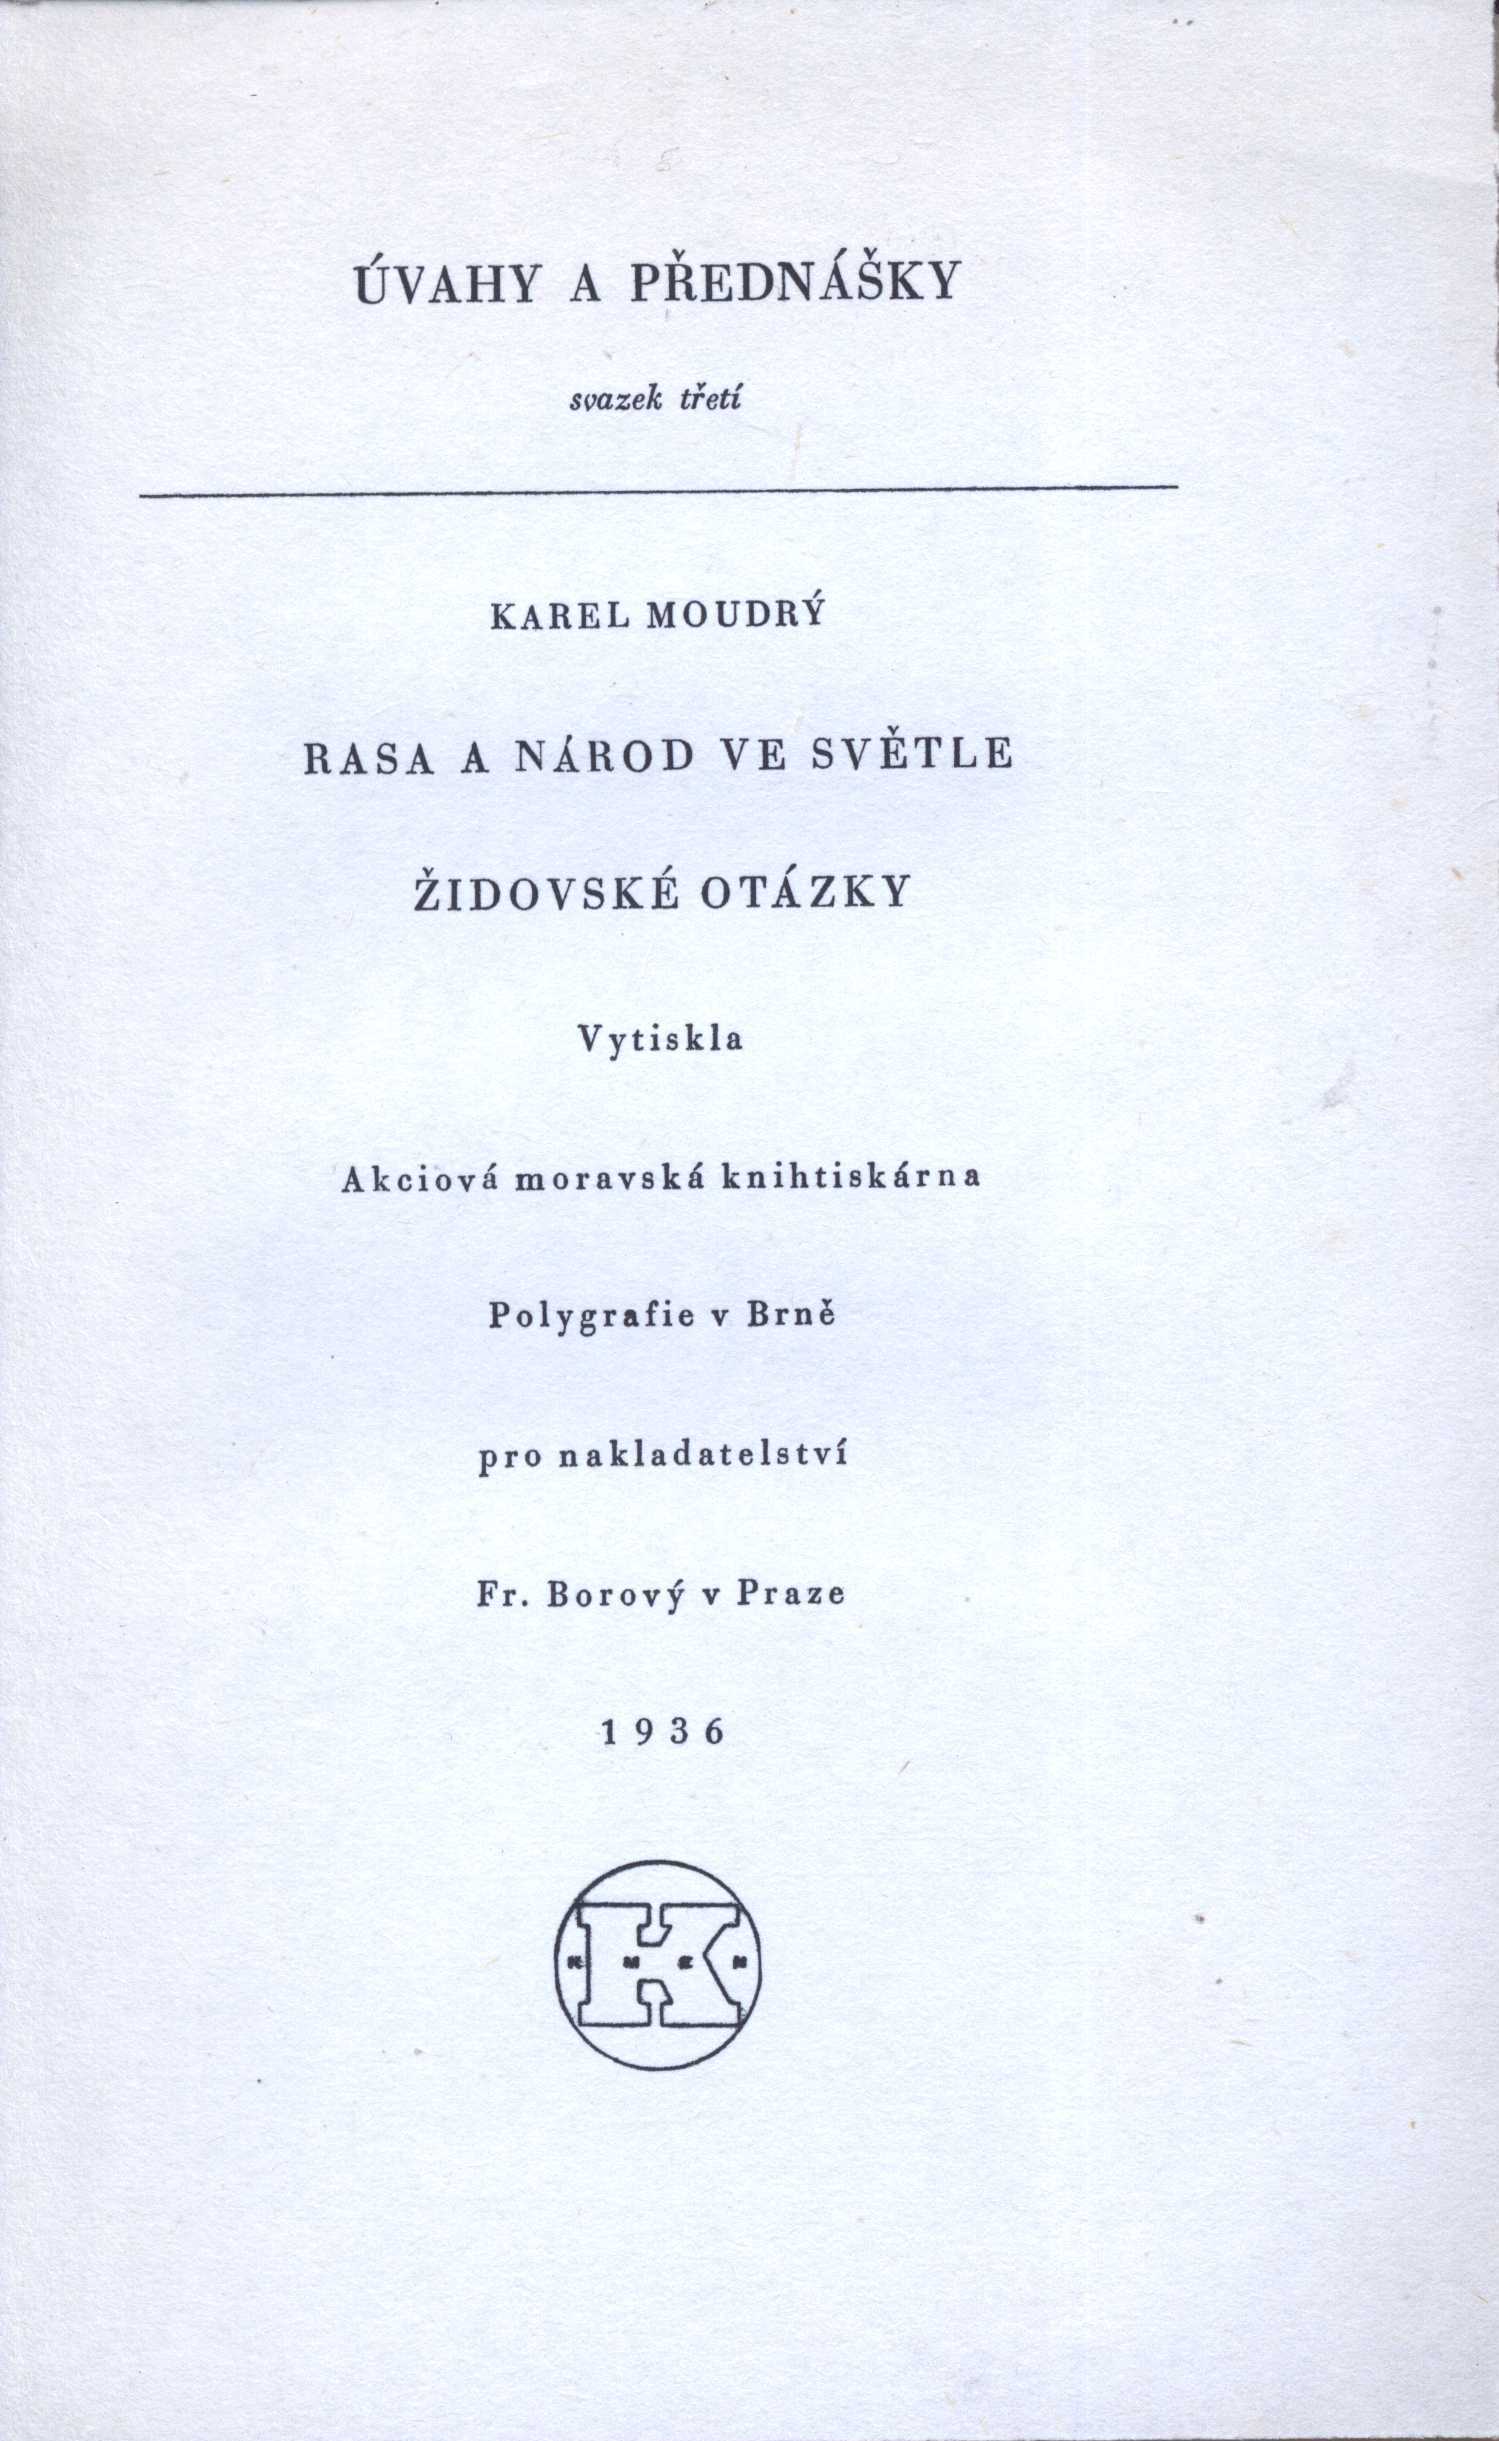 ÚVAHY A PŘEDNÁŠKY
svazek třetí
KAREL MOUDRÝ
RASA A NÁROD VE SVĚTLE
ŽIDOVSKÉ OTÁZKY
Vytiskla
Akciová moravská knihtiskárna
Polygrafie v Brně
pro nakladatelství
Fr. Borový v Praze
1936
K
K M E N